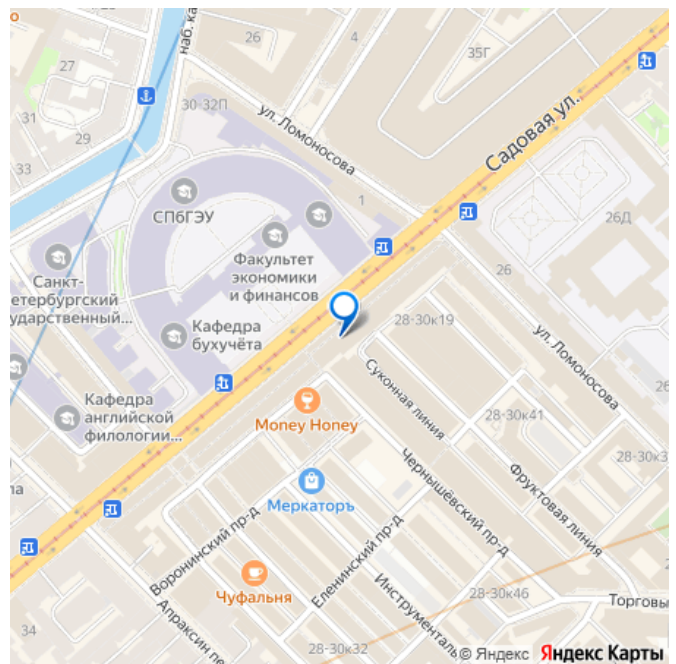 о
наб. ка
26
4
35Г
27
30-32П
31
29
ул. Ломоносова
Садовая ул.
33
СПбГЭУ
1
26Д
Факультет
экономики
и финансов
26
Санкт-
етербургский
ударственный...
Кафедра
бухучёта
28-30к19
ул. Ломоносова
Суконная линия
26
Кафедра
английской
филологии...
Money Honey
28-30к41
28-30к3
Чернышёвский пр-д
Фруктовая линия
ла
Меркаторъ
Воронинский пр-д
Еленинский пр-д
Чуфальня
28-30к46
Торговы
Инструменталь
Апраксин пе
34
28-30к32
© Яндекс Яндекс Карты